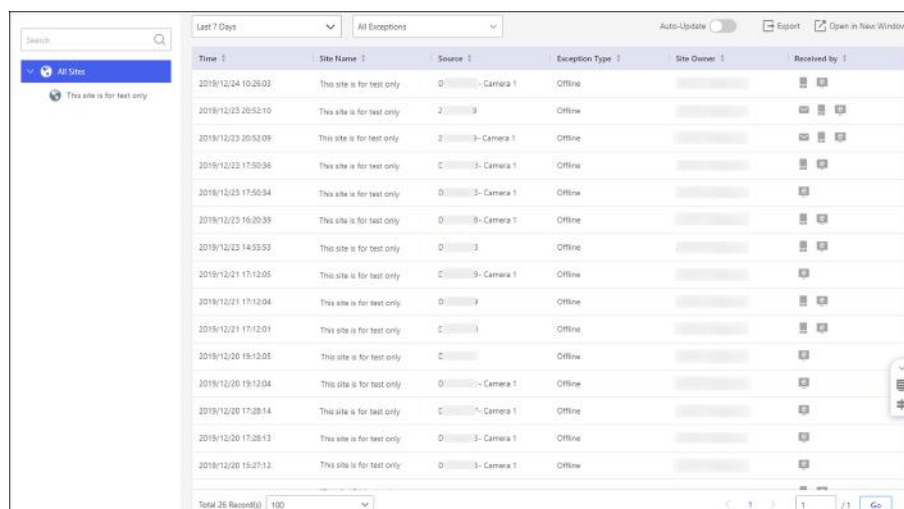 Last 7 Days All Exceptions Auto-Update Export Open in New Window
Search
Time Site Name Source Exception Type Site Owner Received by
All Sites
This site is for test only
2019/12/24 10:26:03 This site is for test only D - Camera 1 Offline
2019/12/23 20:52:10 This site is for test only 2 9 Offline
2019/12/23 20:52:09 This site is for test only 2 - Camera 1 Offline
2019/12/23 17:50:36 This site is for test only - Camera 1 Offline
2019/12/23 17:50:34 This site is for test only D - Camera 1 Offline
2019/12/23 16:20:39 This site is for test only - Camera 1 Offline
2019/12/23 14:55:53 This site is for test only D 3 Offline
2019/12/21 17:12:05 This site is for test only - Camera 1 Offline
2019/12/21 17:12:04 This site is for test only Offline
2019/12/21 17:12:01 This site is for test only Offline
2019/12/20 19:12:05 This site is for test only Offline
2019/12/20 19:12:04 This site is for test only - Camera 1 Offline
2019/12/20 17:28:14 This site is for test only - Camera 1 Offline
2019/12/20 17:28:13 This site is for test only D - Camera 1 Offline
2019/12/20 15:27:12 This site is for test only - Camera 1 Offline
Total 26 Record(s) 100 1 1 / 1 Go